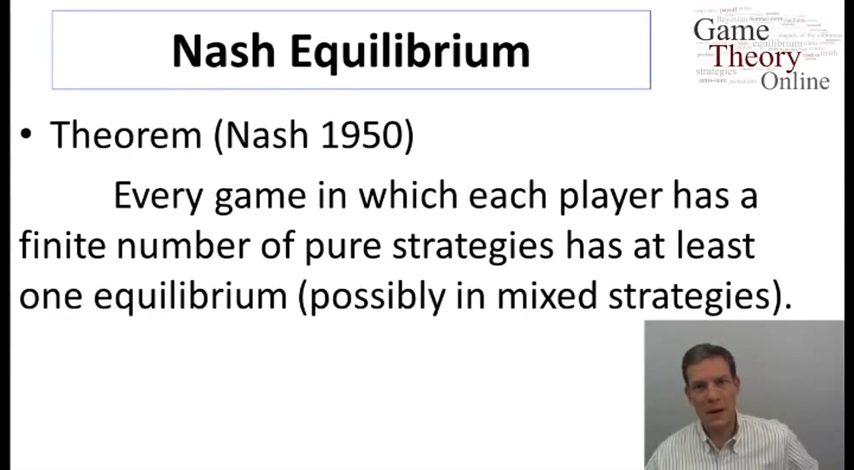 Nash Equilibrium
Game
Theory
Online
• Theorem (Nash 1950)
Every game in which each player has a
finite number of pure strategies has at least
one equilibrium (possibly in mixed strategies).